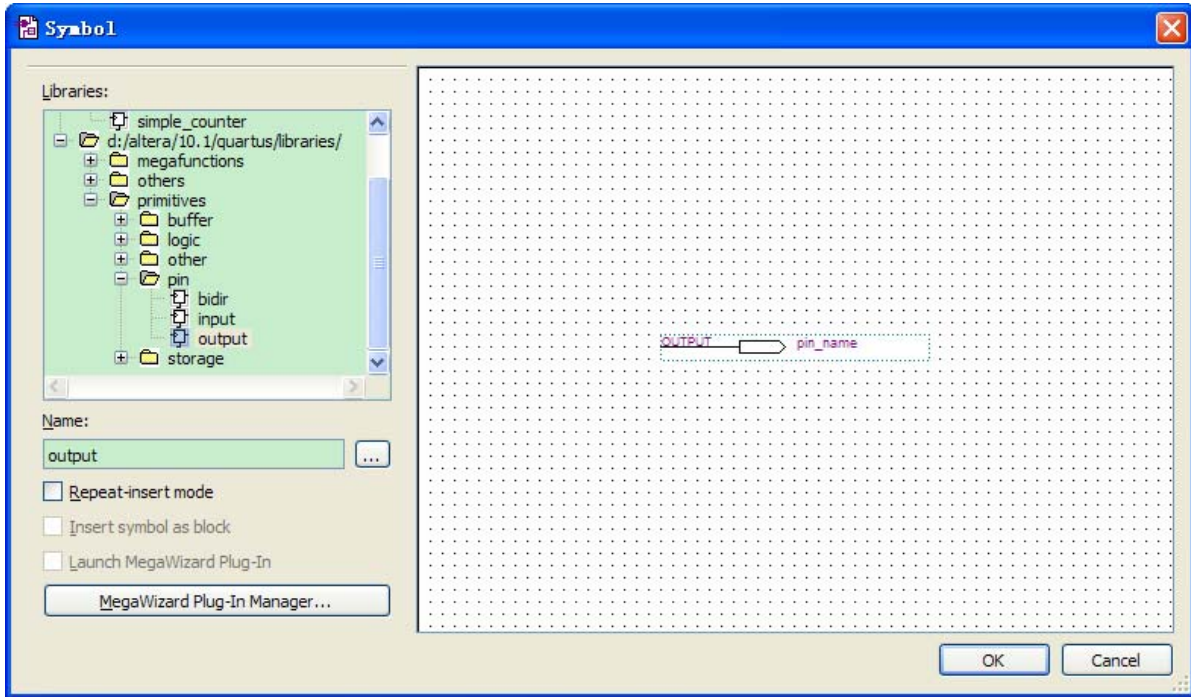 Symbol
Libraries:
simple_counter
d:/altera/10.1/quartus/libraries/
megafunctions
others
primitives
buffer
logic
other
pin
bidir
input
output
storage
Name:
output
...
Repeat-insert mode
Insert symbol as block
Launch MegaWizard Plug-In
MegaWizard Plug-In Manager...
OUTPUT pin_name
OK Cancel